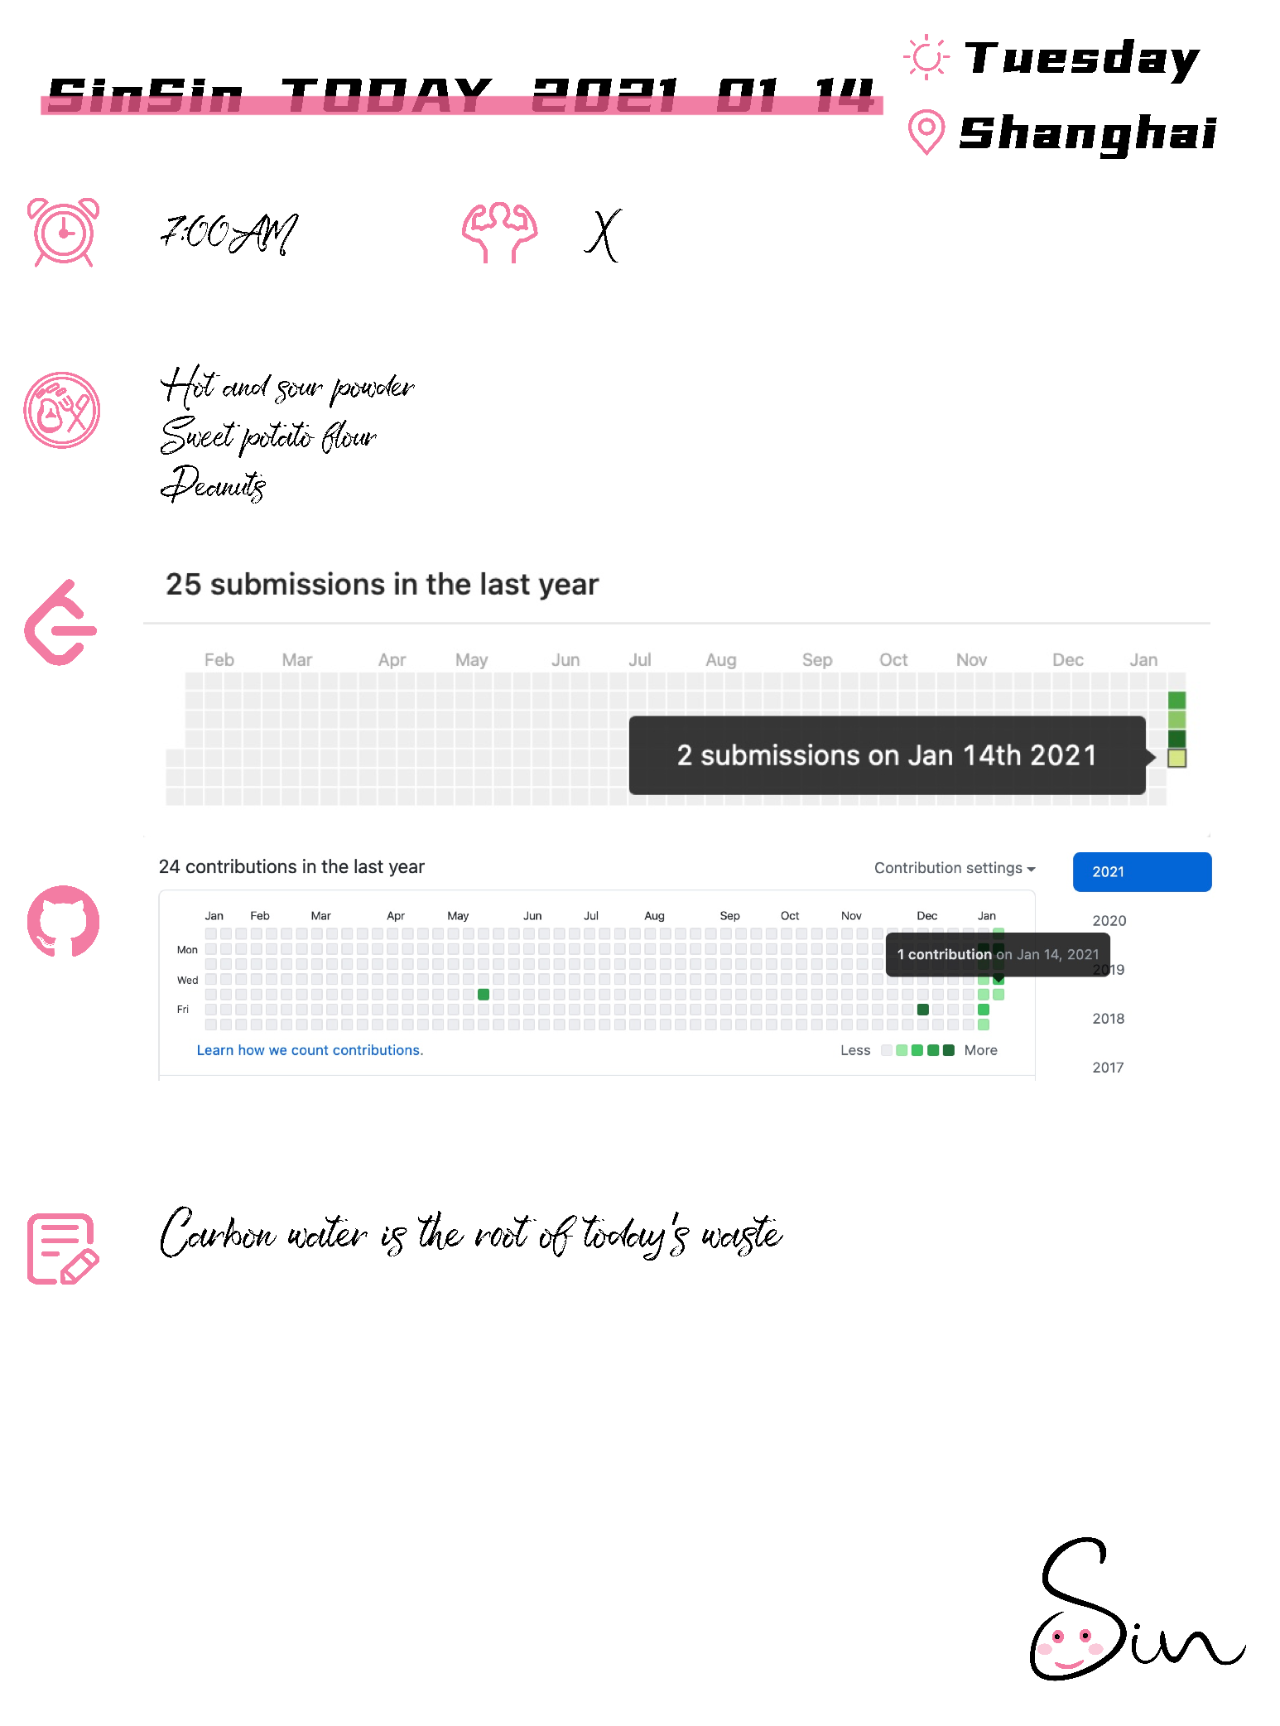 SinSin TODAY 2021 01 14
Tuesday
Shanghai
7:00AM
X
Hot and sour powder
Sweet potato flour
Peanuts
25 submissions in the last year
Feb Mar Apr May Jun Jul Aug Sep Oct Nov Dec Jan
2 submissions on Jan 14th 2021
24 contributions in the last year
Contribution settings
2021
Jan Feb Mar Apr May Jun Jul Aug Sep Oct Nov Dec Jan
2020
Mon
1 contribution on Jan 14, 2021
2019
Wed
Fri
2018
Learn how we count contributions.
Less More
2017
Carbon water is the root of today's waste
Sin